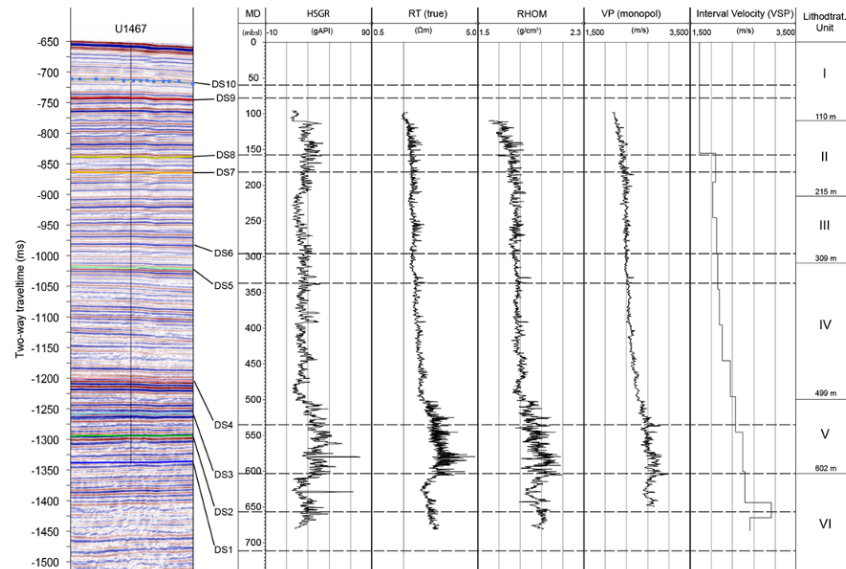 U1467
MD
(mbsl)
HSGR
-10 (gAPI) 90
RT (true)
0.5 (Ωm) 5.0
RHOM
1.5 (g/cm³) 2.3
VP (monopol)
1,500 (m/s) 3,500
Interval Velocity (VSP)
1,500 (m/s) 3,500
Lithodtrat.
Unit
Two-way traveltime (ms)
-650
-700
-750
-800
-850
-900
-950
-1000
-1050
-1100
-1150
-1200
-1250
-1300
-1350
-1400
-1450
-1500
DS10
DS9
DS8
DS7
DS6
DS5
DS4
DS3
DS2
DS1
0
50
100
150
200
250
300
350
400
450
500
550
600
650
700
I
110 m
II
215 m
III
309 m
IV
499 m
V
602 m
VI